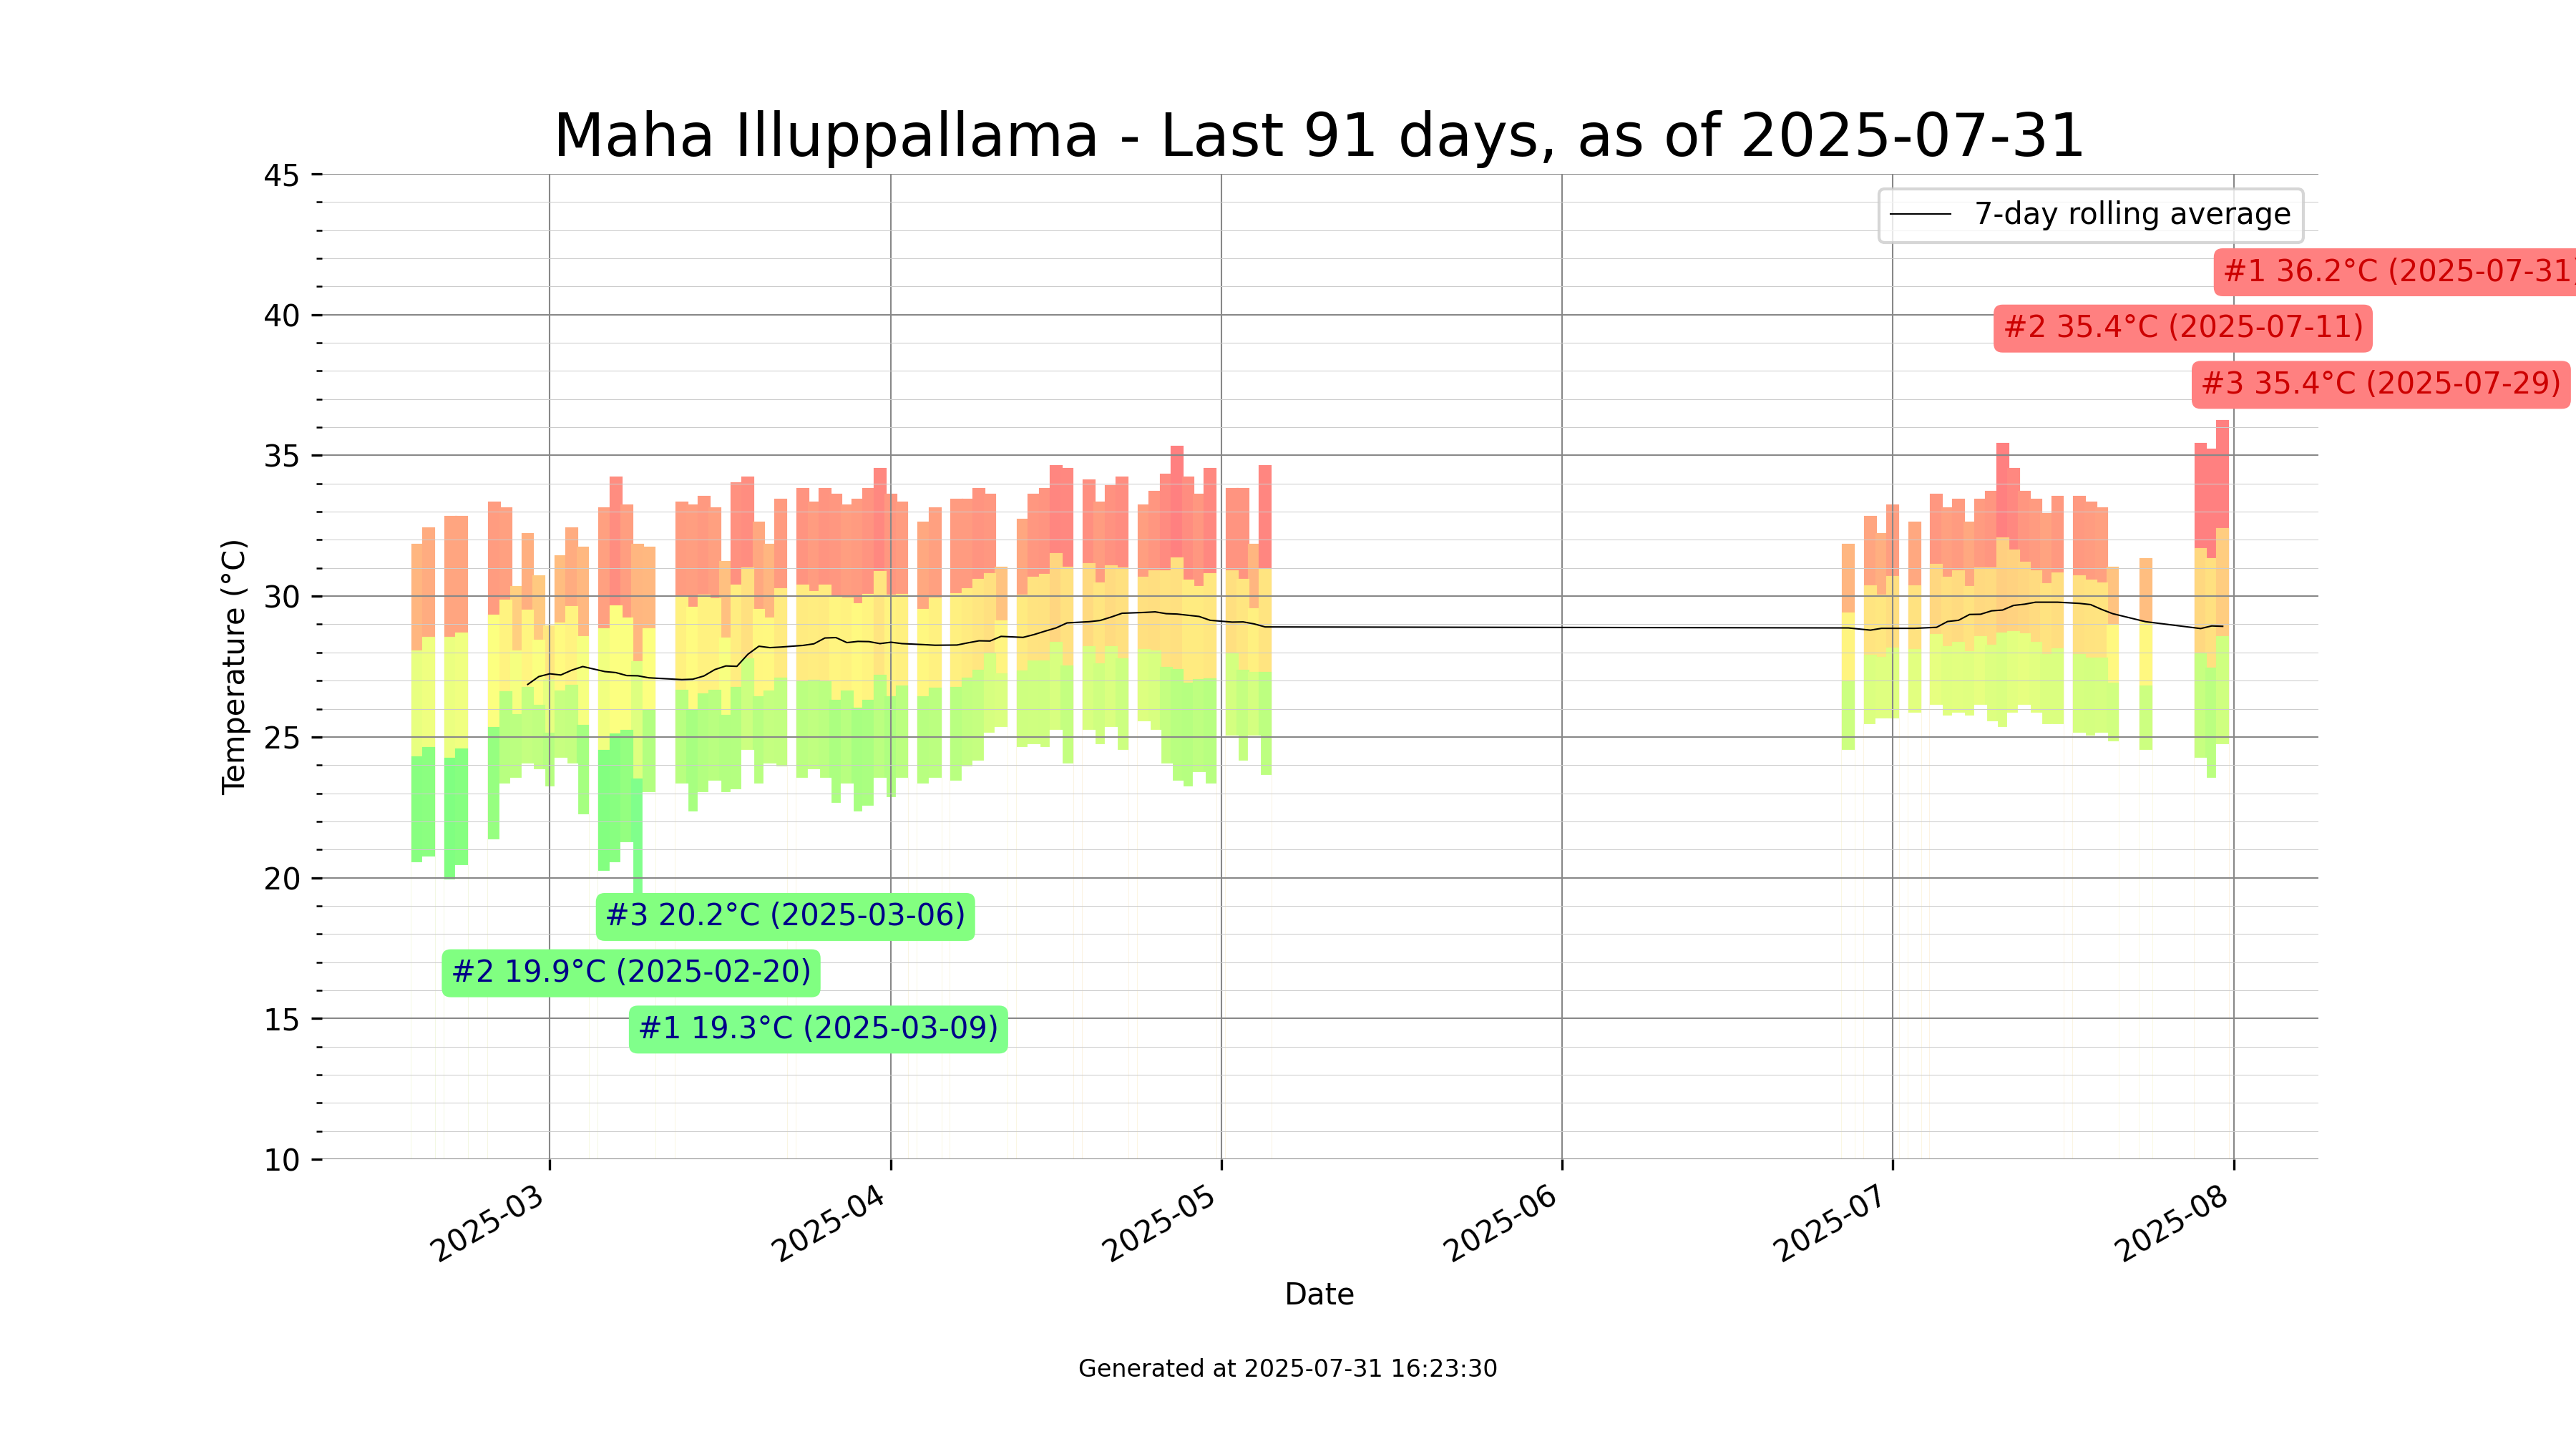 Maha Illuppallama - Last 91 days, as of 2025-07-31
45
40
35
30
25
20
15
10
Temperature (°C)
7-day rolling average
#1 36.2°C (2025-07-31)
#2 35.4°C (2025-07-11)
#3 35.4°C (2025-07-29)
#3 20.2°C (2025-03-06)
#2 19.9°C (2025-02-20)
#1 19.3°C (2025-03-09)
2025-03
2025-04
2025-05
2025-06
2025-07
2025-08
Date
Generated at 2025-07-31 16:23:30